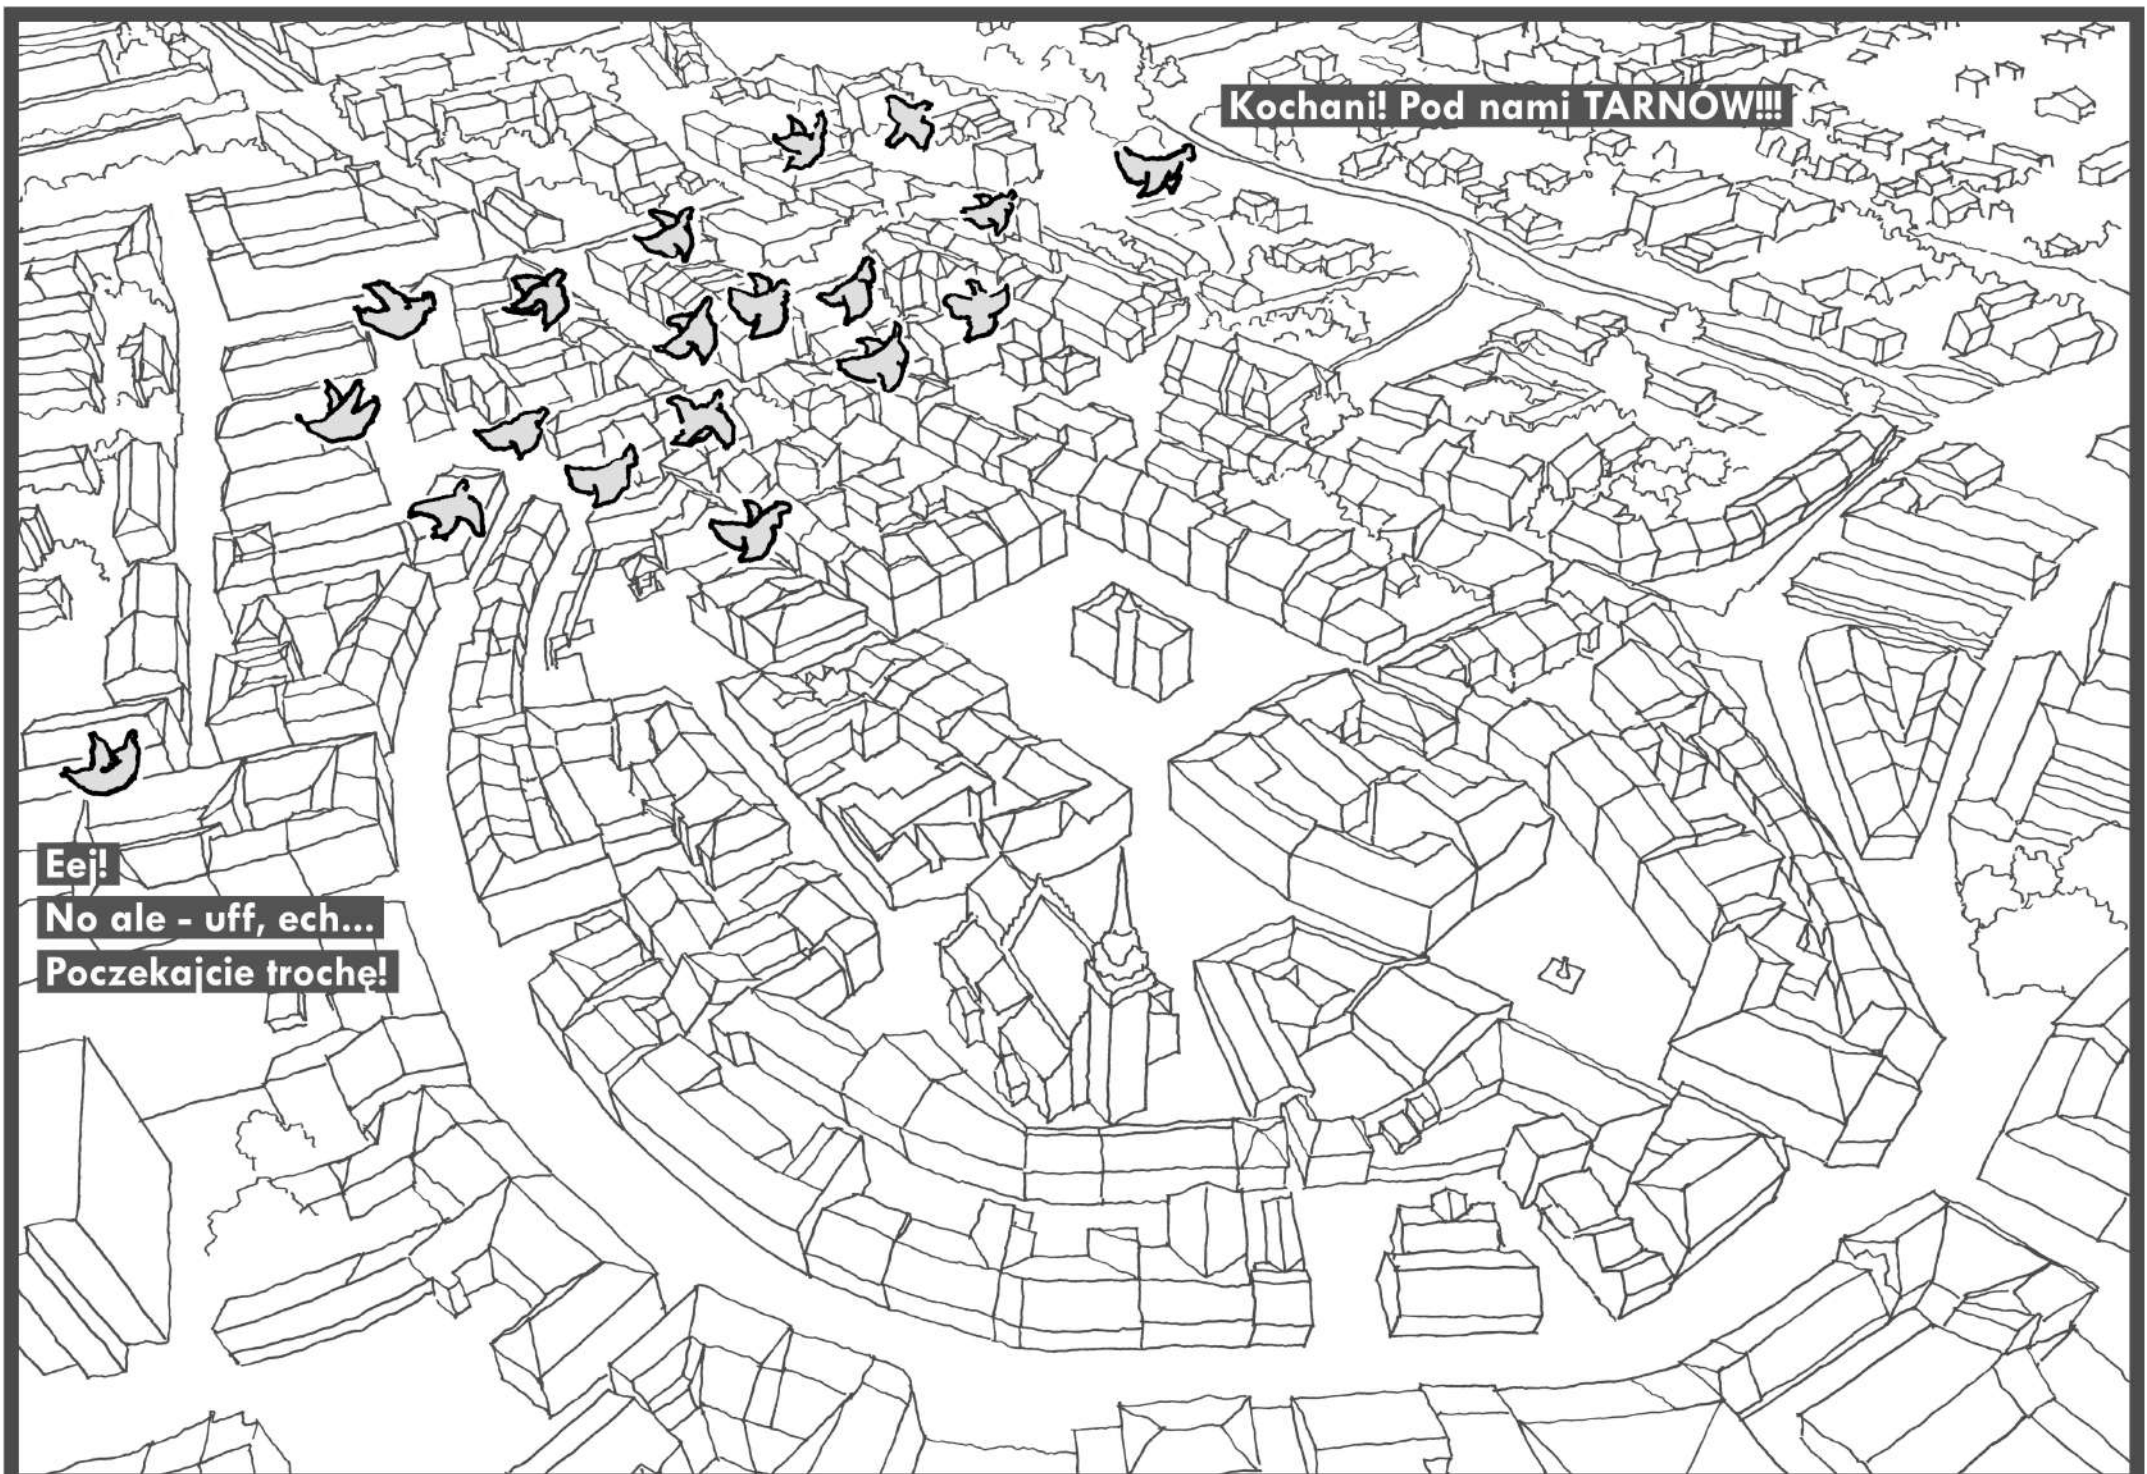 Kochani! Pod nami TARNÓW!!!
Eej!
No ale - uff, ech...
Poczekajcie trochę!